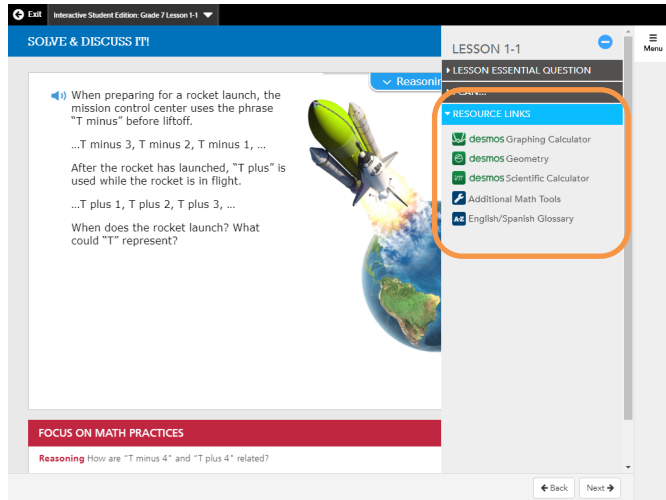 Exit Interactive Student Edition: Grade 7 Lesson 1-1
SOLVE & DISCUSS IT!
When preparing for a rocket launch, the
mission control center uses the phrase
"T minus" before liftoff.
...T minus 3, T minus 2, T minus 1, ...
After the rocket has launched, "T plus" is
used while the rocket is in flight.
...T plus 1, T plus 2, T plus 3, ...
When does the rocket launch? What
could "T" represent?
Reasonin
LESSON 1-1
LESSON ESSENTIAL QUESTION
I CAN...
RESOURCE LINKS
desmos Graphing Calculator
desmos Geometry
desmos Scientific Calculator
Additional Math Tools
A-Z English/Spanish Glossary
Menu
FOCUS ON MATH PRACTICES
Reasoning How are "T minus 4" and "T plus 4" related?
Back Next